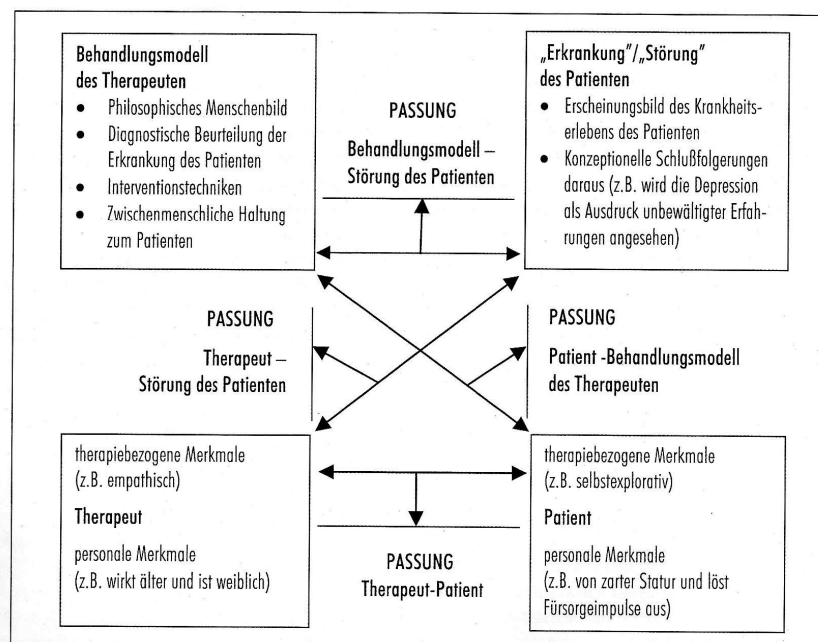 Behandlungsmodell
des Therapeuten
• Philosophisches Menschenbild
• Diagnostische Beurteilung der
Erkrankung des Patienten
• Interventionstechniken
• Zwischenmenschliche Haltung
zum Patienten
PASSUNG
Behandlungsmodell –
Störung des Patienten
„Erkrankung”/„Störung”
des Patienten
• Erscheinungsbild des Krankheits-
erlebens des Patienten
• Konzeptionelle Schlußfolgerungen
daraus (z.B. wird die Depression
als Ausdruck unbewältigter Erfah-
rungen angesehen)
PASSUNG
Therapeut –
Störung des Patienten
PASSUNG
Patient -Behandlungsmodell
des Therapeuten
therapiebezogene Merkmale
(z.B. empathisch)
Therapeut
personale Merkmale
(z.B. wirkt älter und ist weiblich)
PASSUNG
Therapeut-Patient
therapiebezogene Merkmale
(z.B. selbstexplorativ)
Patient
personale Merkmale
(z.B. von zarter Statur und löst
Fürsorgeimpulse aus)